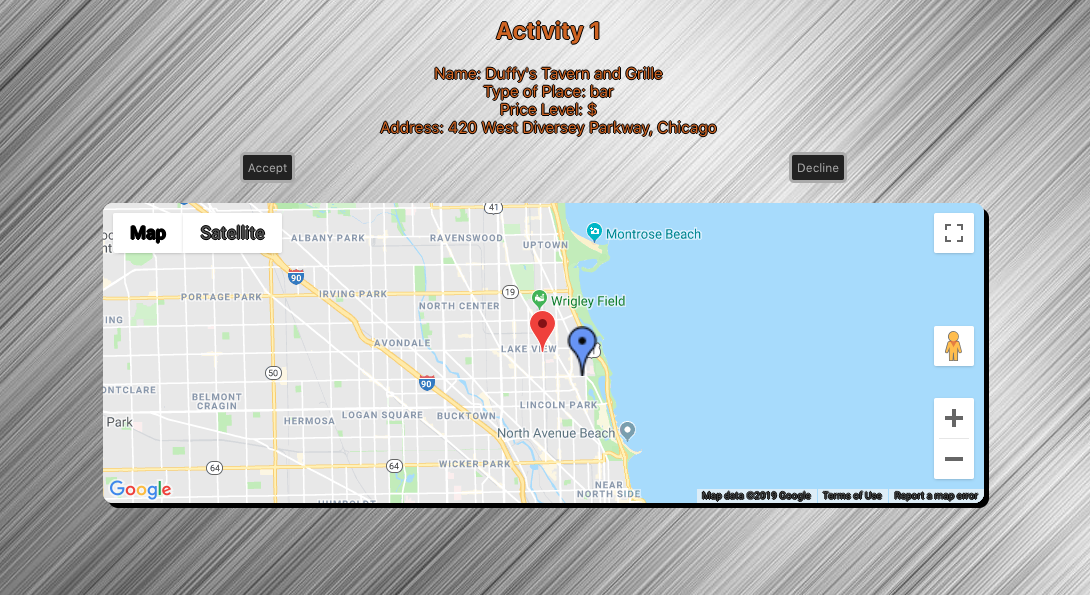 Activity 1
Name: Duffy's Tavern and Grille
Type of Place: bar
Price Level: $
Address: 420 West Diversey Parkway, Chicago
Accept
Decline
41
Map
Satellite
ALBANY PARK
RAVENSWOOD
Montrose Beach
UPTOWN
90
PORTAGE PARK
IRVING PARK
19
Wrigley Field
NORTH CENTER
ING
AVONDALE
LAKE VIEW
50
90
ONTCLARE
BELMONT
CRAGIN
LINCOLN PARK
LOGAN SQUARE
BUCKTOWN
HERMOSA
Park
North Avenue Beach
64
64
WICKER PARK
NEAR
NORTH SIDE
Google
Map data ©2019 Google
Terms of Use
Report a map error